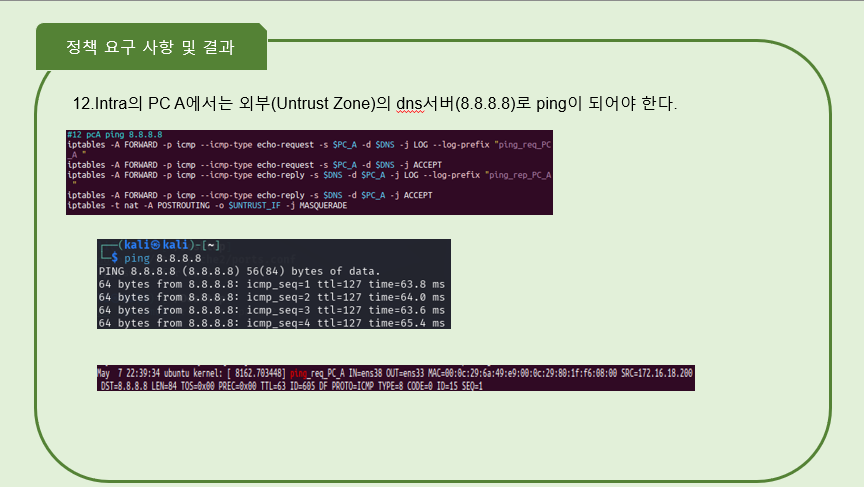 정책 요구 사항 및 결과
12.Intra의 PC A에서는 외부(Untrust Zone)의 dns서버(8.8.8.8)로 ping이 되어야 한다.
#12 pcA ping 8.8.8.8
iptables -A FORWARD -p icmp --icmp-type echo-request -s $PC_A -d $DNS -j LOG --log-prefix "ping_req_PC
_A "
iptables -A FORWARD -p icmp --icmp-type echo-request -s $PC_A -d $DNS -j ACCEPT
iptables -A FORWARD -p icmp --icmp-type echo-reply -s $DNS -d $PC_A -j LOG --log-prefix "ping_rep_PC_A
"
iptables -A FORWARD -p icmp --icmp-type echo-reply -s $DNS -d $PC_A -j ACCEPT
iptables -t nat -A POSTROUTING -o $UNTRUST_IF -j MASQUERADE
(kali㉿kali)-[~]
$ ping 8.8.8.8
PING 8.8.8.8 (8.8.8.8) 56(84) bytes of data.
64 bytes from 8.8.8.8: icmp_seq=1 ttl=127 time=63.8 ms
64 bytes from 8.8.8.8: icmp_seq=2 ttl=127 time=64.0 ms
64 bytes from 8.8.8.8: icmp_seq=3 ttl=127 time=63.6 ms
64 bytes from 8.8.8.8: icmp_seq=4 ttl=127 time=65.4 ms
May 7 22:39:34 ubuntu kernel: [ 8162.703448] ping_req_PC_A IN=ens38 OUT=ens33 MAC=00:0c:29:6a:49:e9:00:0c:29:80:1f:f6:08:00 SRC=172.16.18.200
DST=8.8.8.8 LEN=84 TOS=0x00 PREC=0x00 TTL=63 ID=605 DF PROTO=ICMP TYPE=8 CODE=0 ID=15 SEQ=1